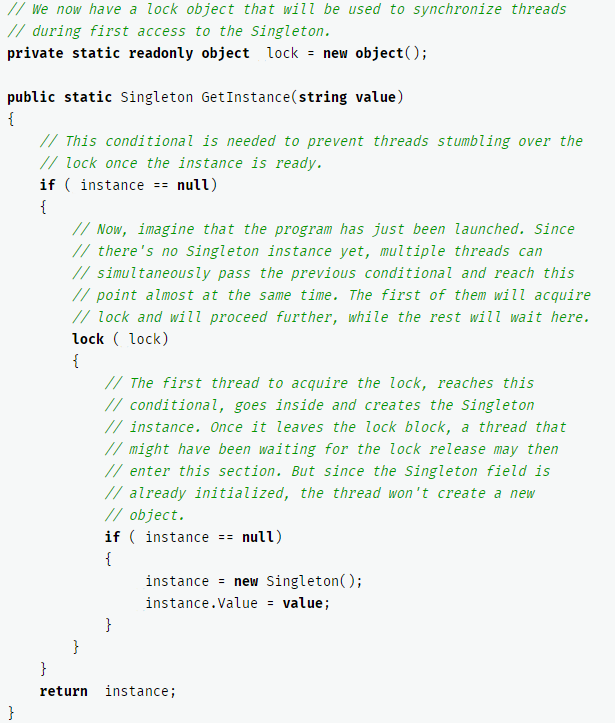 // We now have a lock object that will be used to synchronize threads
// during first access to the Singleton.
private static readonly object  lock = new object();

public static Singleton GetInstance(string value)
{
    // This conditional is needed to prevent threads stumbling over the
    // lock once the instance is ready.
    if ( instance == null)
    {
        // Now, imagine that the program has just been launched. Since
        // there's no Singleton instance yet, multiple threads can
        // simultaneously pass the previous conditional and reach this
        // point almost at the same time. The first of them will acquire
        // lock and will proceed further, while the rest will wait here.
        lock ( lock)
        {
            // The first thread to acquire the lock, reaches this
            // conditional, goes inside and creates the Singleton
            // instance. Once it leaves the lock block, a thread that
            // might have been waiting for the lock release may then
            // enter this section. But since the Singleton field is
            // already initialized, the thread won't create a new
            // object.
            if ( instance == null)
            {
                 instance = new Singleton();
                 instance.Value = value;
            }
        }
    }
    return  instance;
}